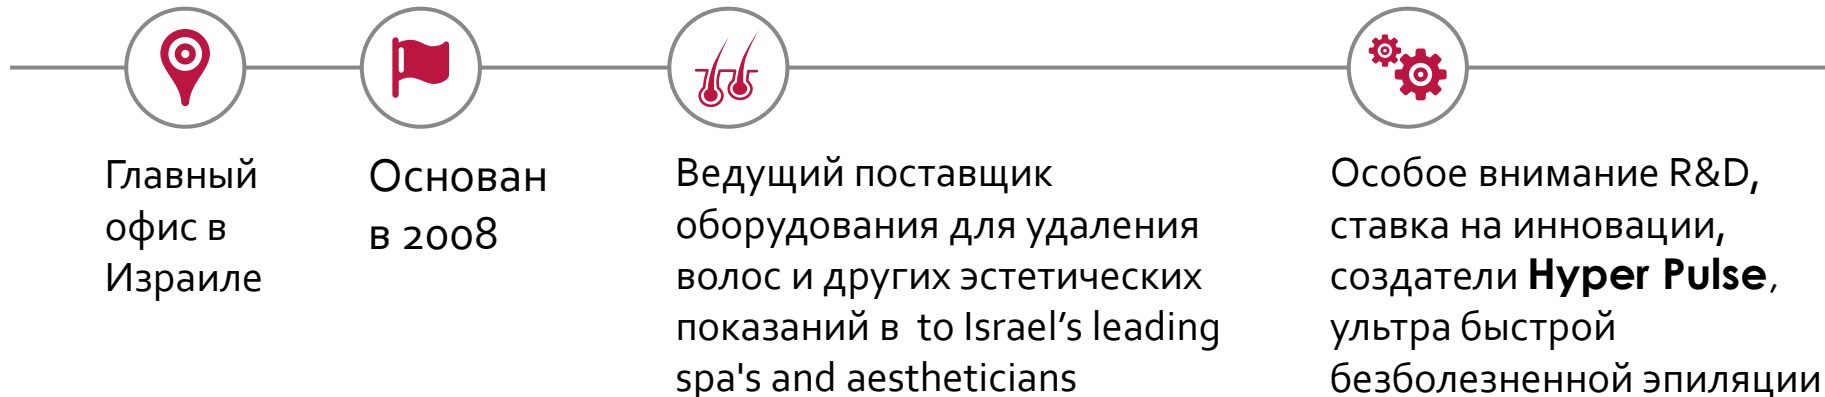 Главный
офис в
Израиле
Основан
в 2008
Ведущий поставщик
оборудования для удаления
волос и других эстетических
показаний в  to Israel’s leading
spa's and aestheticians
Особое внимание R&D,
ставка на инновации,
создатели Hyper Pulse,
ультра быстрой
безболезненной эпиляции